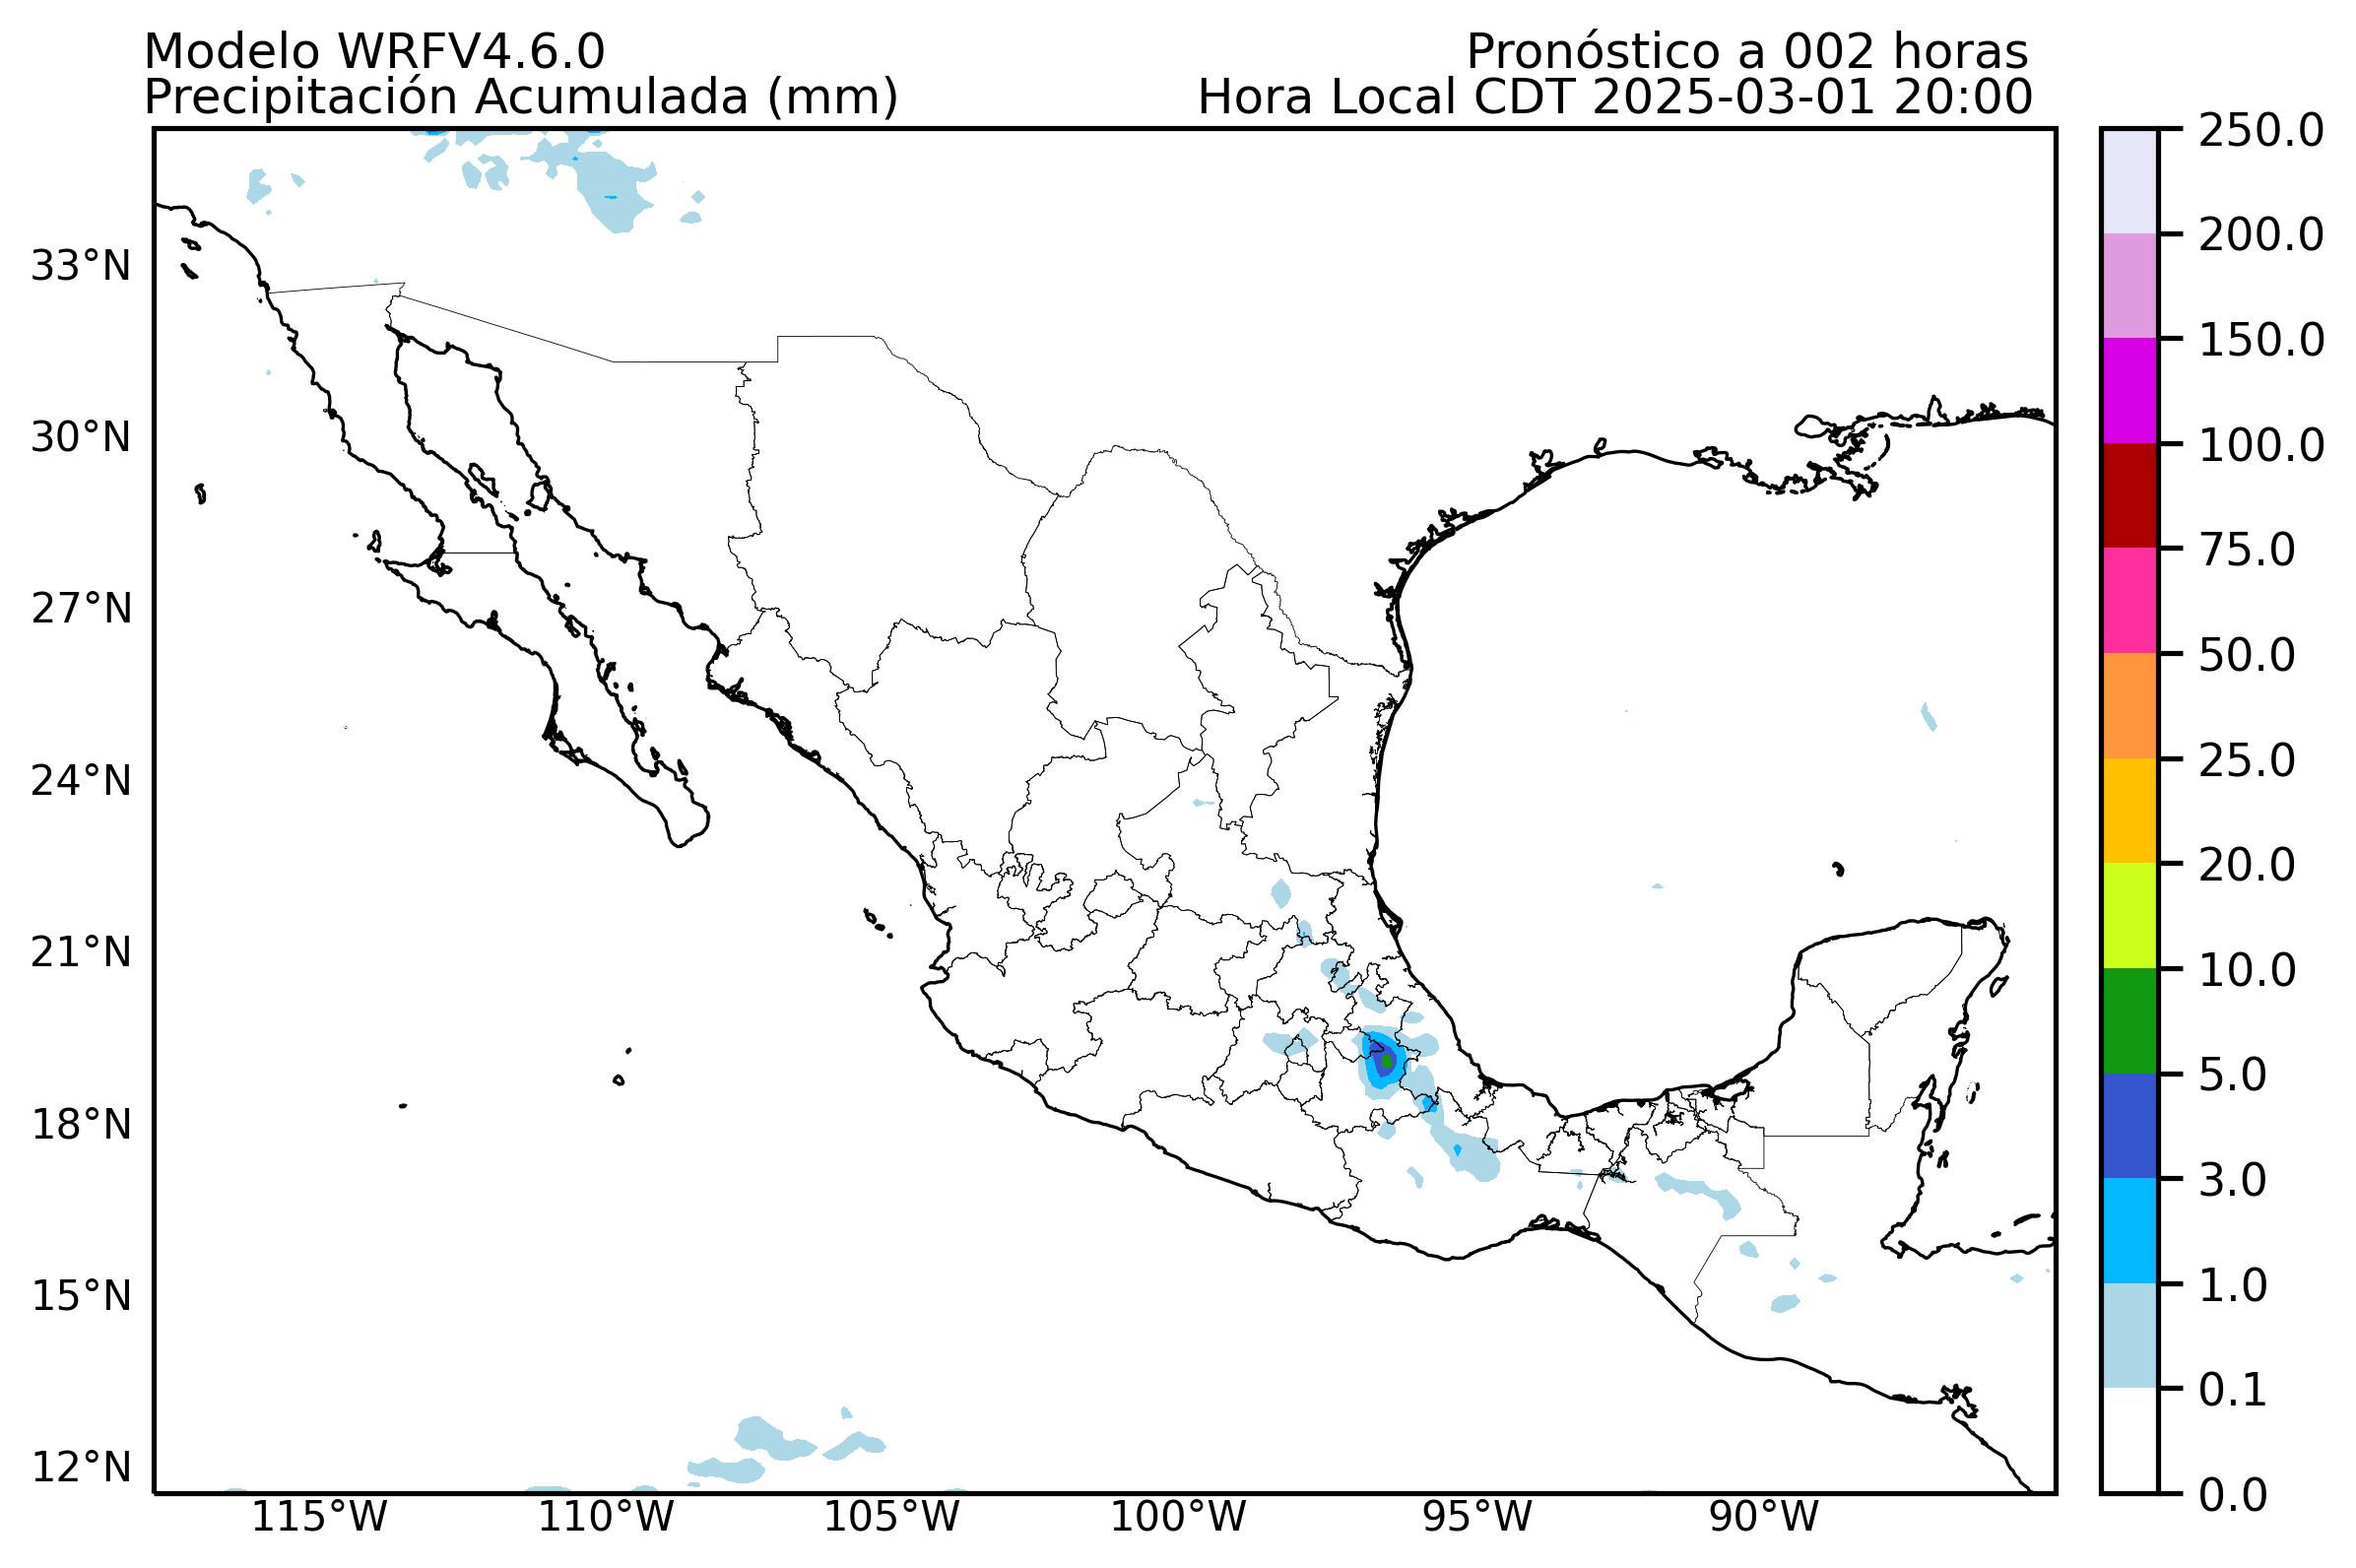 Modelo WRFV4.6.0
Pronóstico a 002 horas
Precipitación Acumulada (mm)
Hora Local CDT 2025-03-01 20:00
33°N
30°N
27°N
24°N
21°N
18°N
15°N
12°N
115°W
110°W
105°W
100°W
95°W
90°W
250.0
200.0
150.0
100.0
75.0
50.0
25.0
20.0
10.0
5.0
3.0
1.0
0.1
0.0